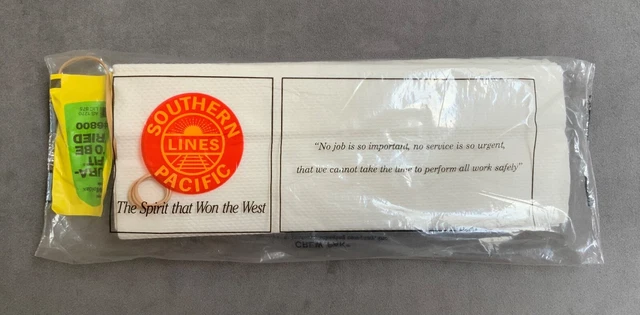 SOUTHERN
LINES
PACIFIC
The Spirit that Won the West
"No job is so important, no service is so urgent,
that we cannot take the time to perform all work safely"